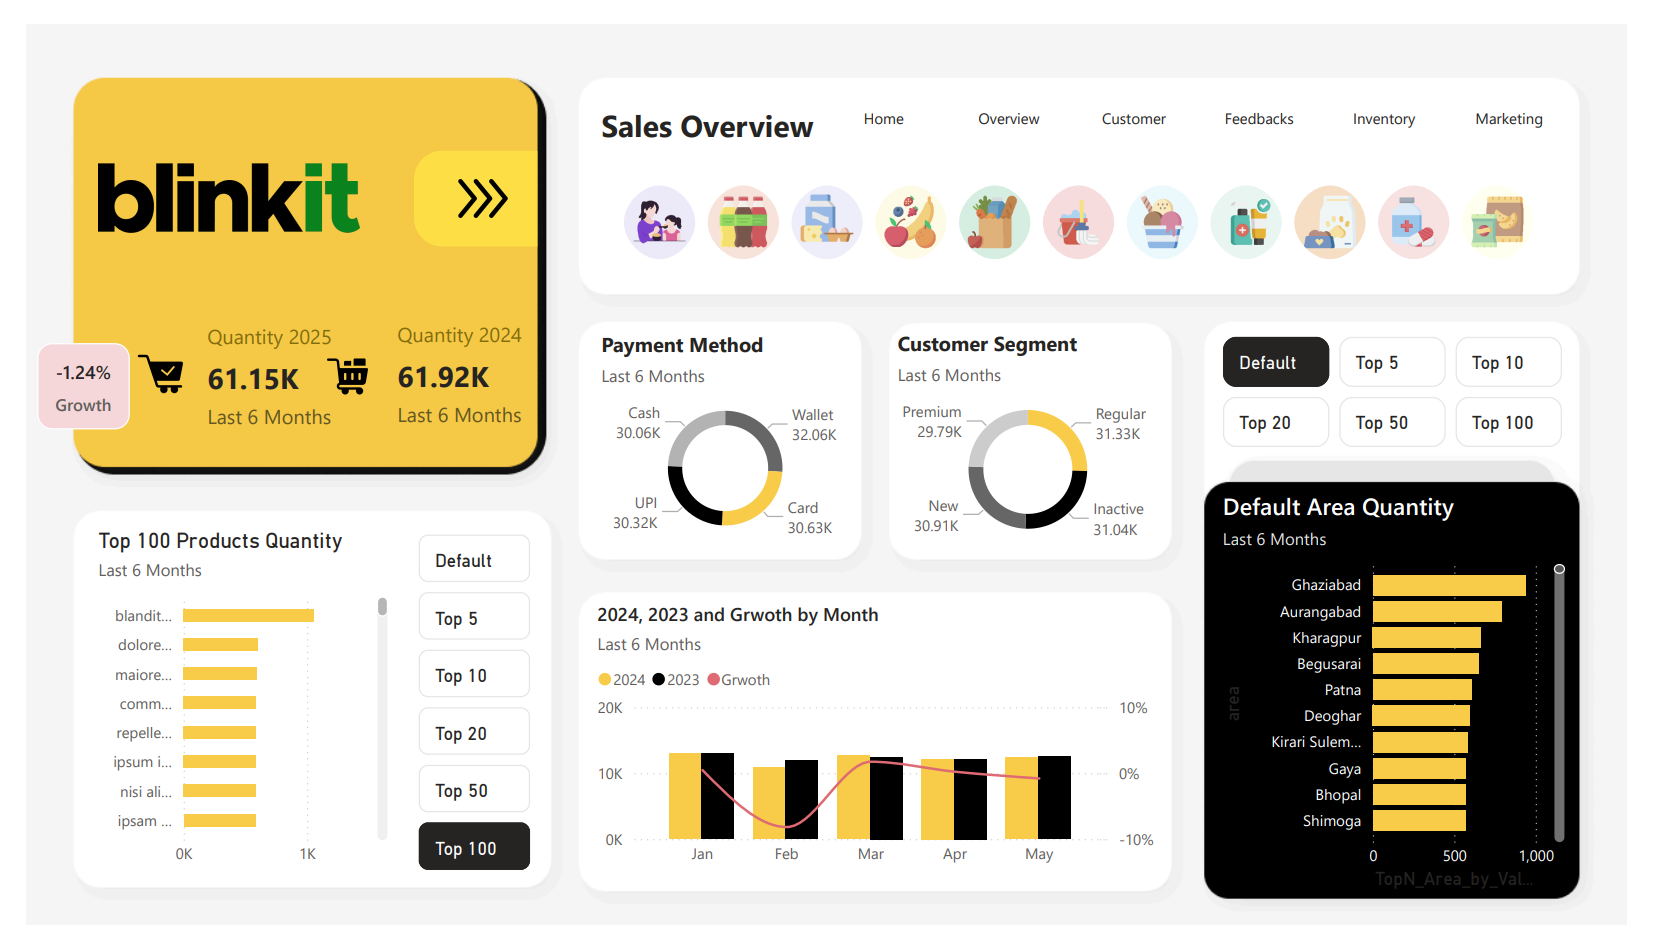 blinkit
Quantity 2025
61.15K
Last 6 Months
Quantity 2024
61.92K
Last 6 Months
-1.24%
Growth
Sales Overview
Home
Overview
Customer
Feedbacks
Inventory
Marketing
Payment Method
Last 6 Months
Cash
30.06K
Wallet
32.06K
UPI
30.32K
Card
30.63K
Customer Segment
Last 6 Months
Premium
29.79K
Regular
31.33K
New
30.91K
Inactive
31.04K
Default
Top 5
Top 10
Top 20
Top 50
Top 100
Top 100 Products Quantity
Last 6 Months
blandit...
dolore...
maiore...
comm...
repelle...
ipsum i...
nisi ali...
ipsam ...
0K
1K
Default
Top 5
Top 10
Top 20
Top 50
Top 100
2024, 2023 and Grwoth by Month
Last 6 Months
2024
2023
Grwoth
20K
10K
0K
10%
0%
-10%
Jan
Feb
Mar
Apr
May
Default Area Quantity
Last 6 Months
area
Ghaziabad
Aurangabad
Kharagpur
Begusarai
Patna
Deoghar
Kirari Sulem...
Gaya
Bhopal
Shimoga
0
500
1,000
TopN_Area_by_Val...